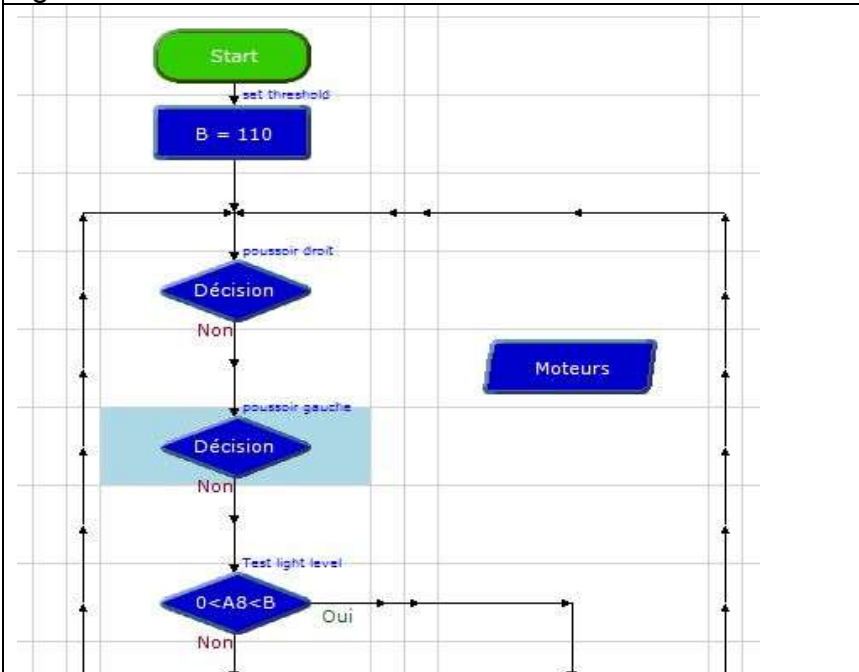 Start
set threshold
B = 110
poussoir droit
Décision
Non
Moteurs
poussoir gauche
Décision
Non
Test light level
0<A8<B
Oui
Non